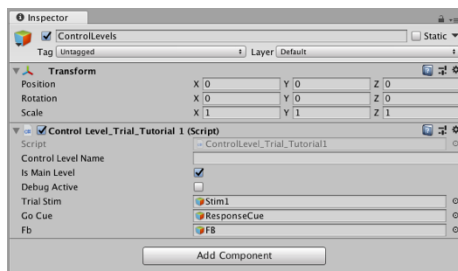 Inspector
ControlLevels Static
Tag Untagged Layer Default
Transform
Position X 0 Y 0 Z 0
Rotation X 0 Y 0 Z 0
Scale X 1 Y 1 Z 1
Control Level_Trial_Tutorial 1 (Script)
Script ControlLevel_Trial_Tutorial1
Control Level Name
Is Main Level
Debug Active
Trial Stim Stim1
Go Cue ResponseCue
Fb FB
Add Component